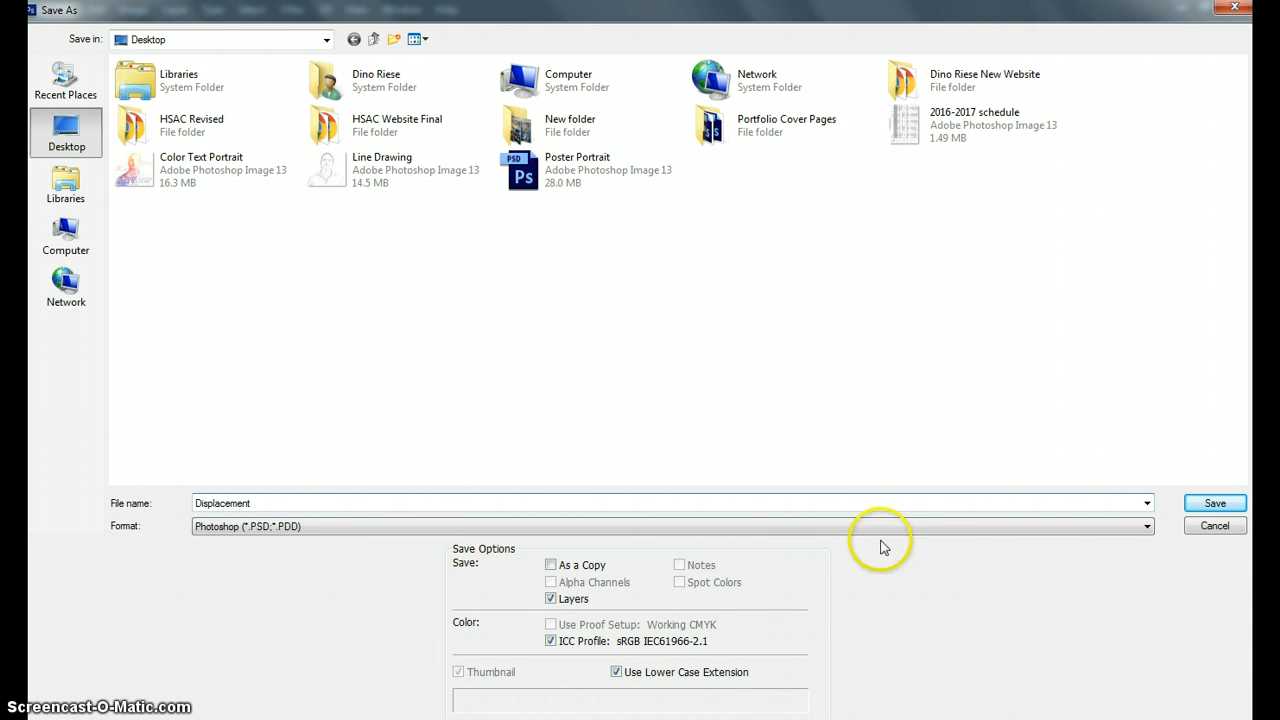 Save As
Save in:
Desktop
Recent Places
Desktop
Libraries
Computer
Network
Libraries
System Folder
Dino Riese
System Folder
Computer
System Folder
Network
System Folder
Dino Riese New Website
File folder
HSAC Revised
File folder
HSAC Website Final
File folder
New folder
File folder
Portfolio Cover Pages
File folder
2016-2017 schedule
Adobe Photoshop Image 13
1.49 MB
Color Text Portrait
Adobe Photoshop Image 13
16.3 MB
Line Drawing
Adobe Photoshop Image 13
14.5 MB
PSD
Ps
Poster Portrait
Adobe Photoshop Image 13
28.0 MB
File name:
Displacement
Save
Format:
Photoshop (*.PSD;*.PDD)
Cancel
Save Options
Save:
As a Copy
Notes
Alpha Channels
Spot Colors
Layers
Color:
Use Proof Setup: Working CMYK
ICC Profile: sRGB IEC61966-2.1
Thumbnail
Use Lower Case Extension
Screencast-O-Matic.com